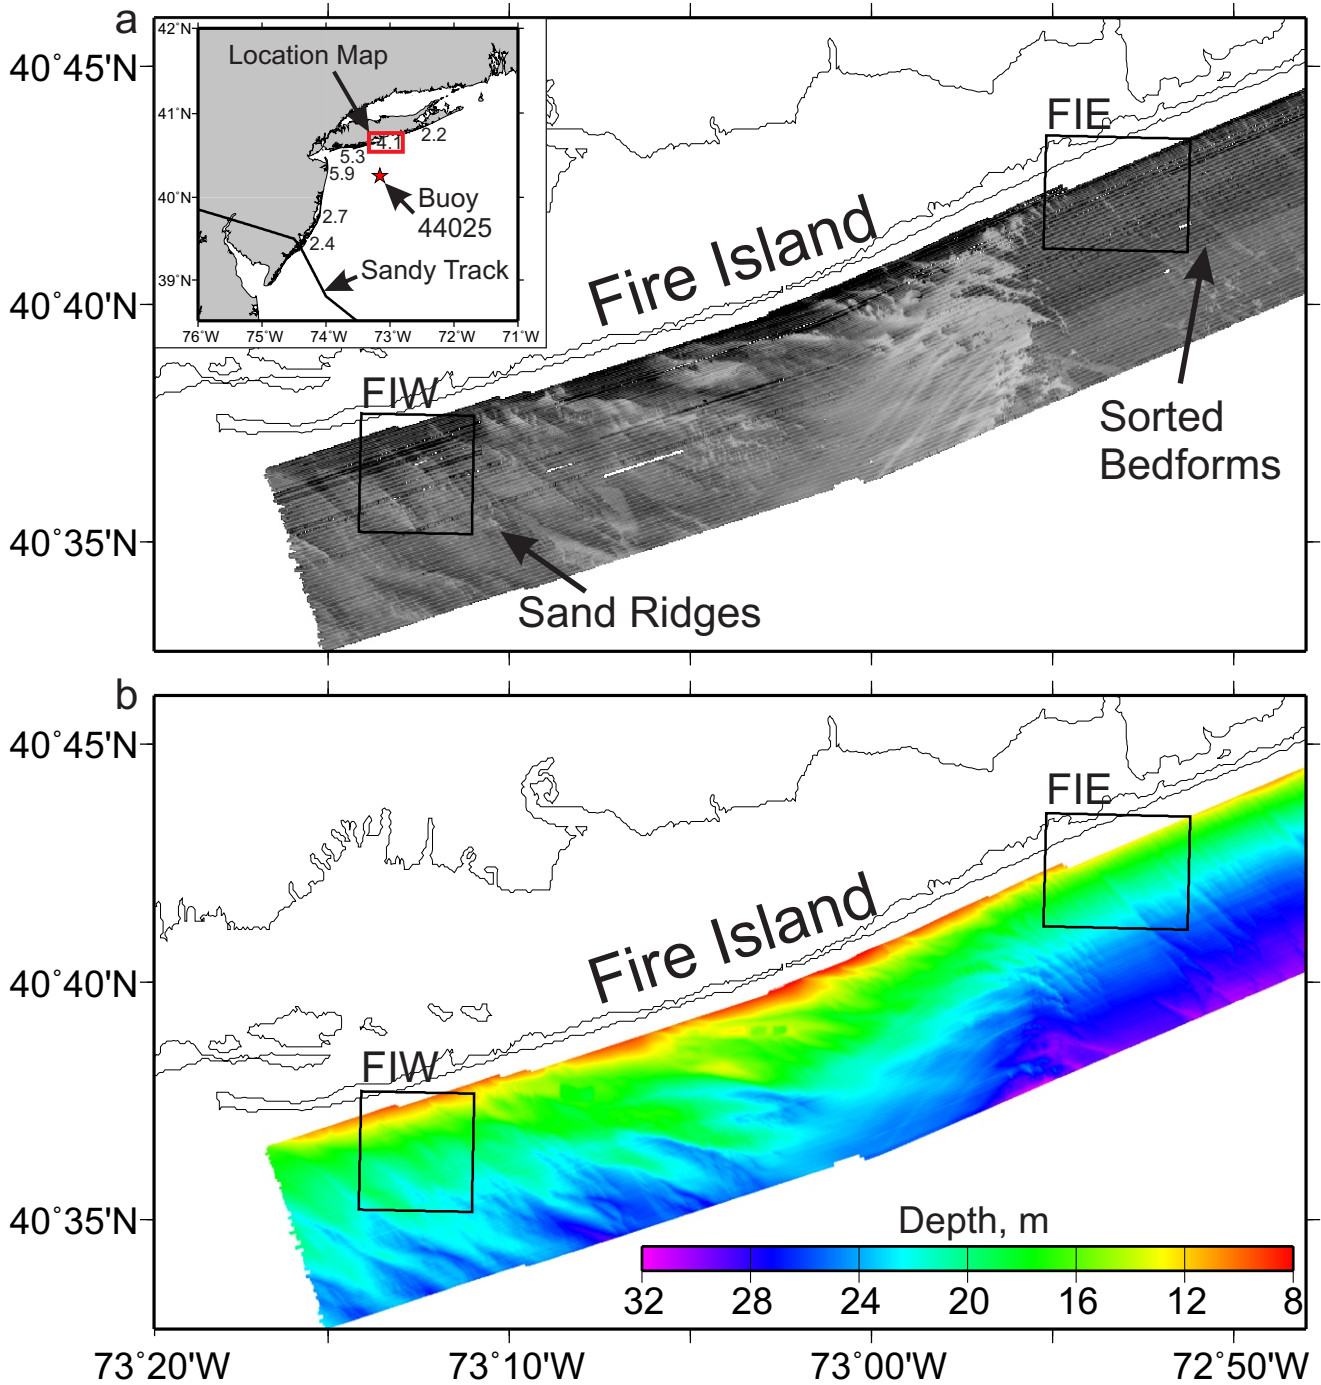 a
42°N
41°N
40°N
39°N
76°W
75°W
74°W
73°W
72°W
71°W
Location Map
2.2
4.1
5.3
5.9
2.7
2.4
Buoy
44025
Sandy Track
40°45'N
40°40'N
40°35'N
FIE
Fire Island
FIW
Sorted
Bedforms
Sand Ridges
b
40°45'N
40°40'N
40°35'N
FIE
Fire Island
FIW
Depth, m
32 28 24 20 16 12 8
73°20'W 73°10'W 73°00'W 72°50'W